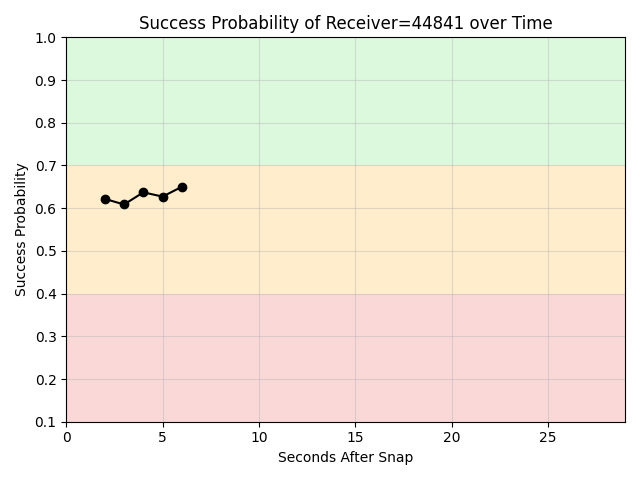 Success Probability of Receiver=44841 over Time
1.0
0.9
0.8
0.7
0.6
0.5
0.4
0.3
0.2
0.1
Success Probability
0 5 10 15 20 25
Seconds After Snap